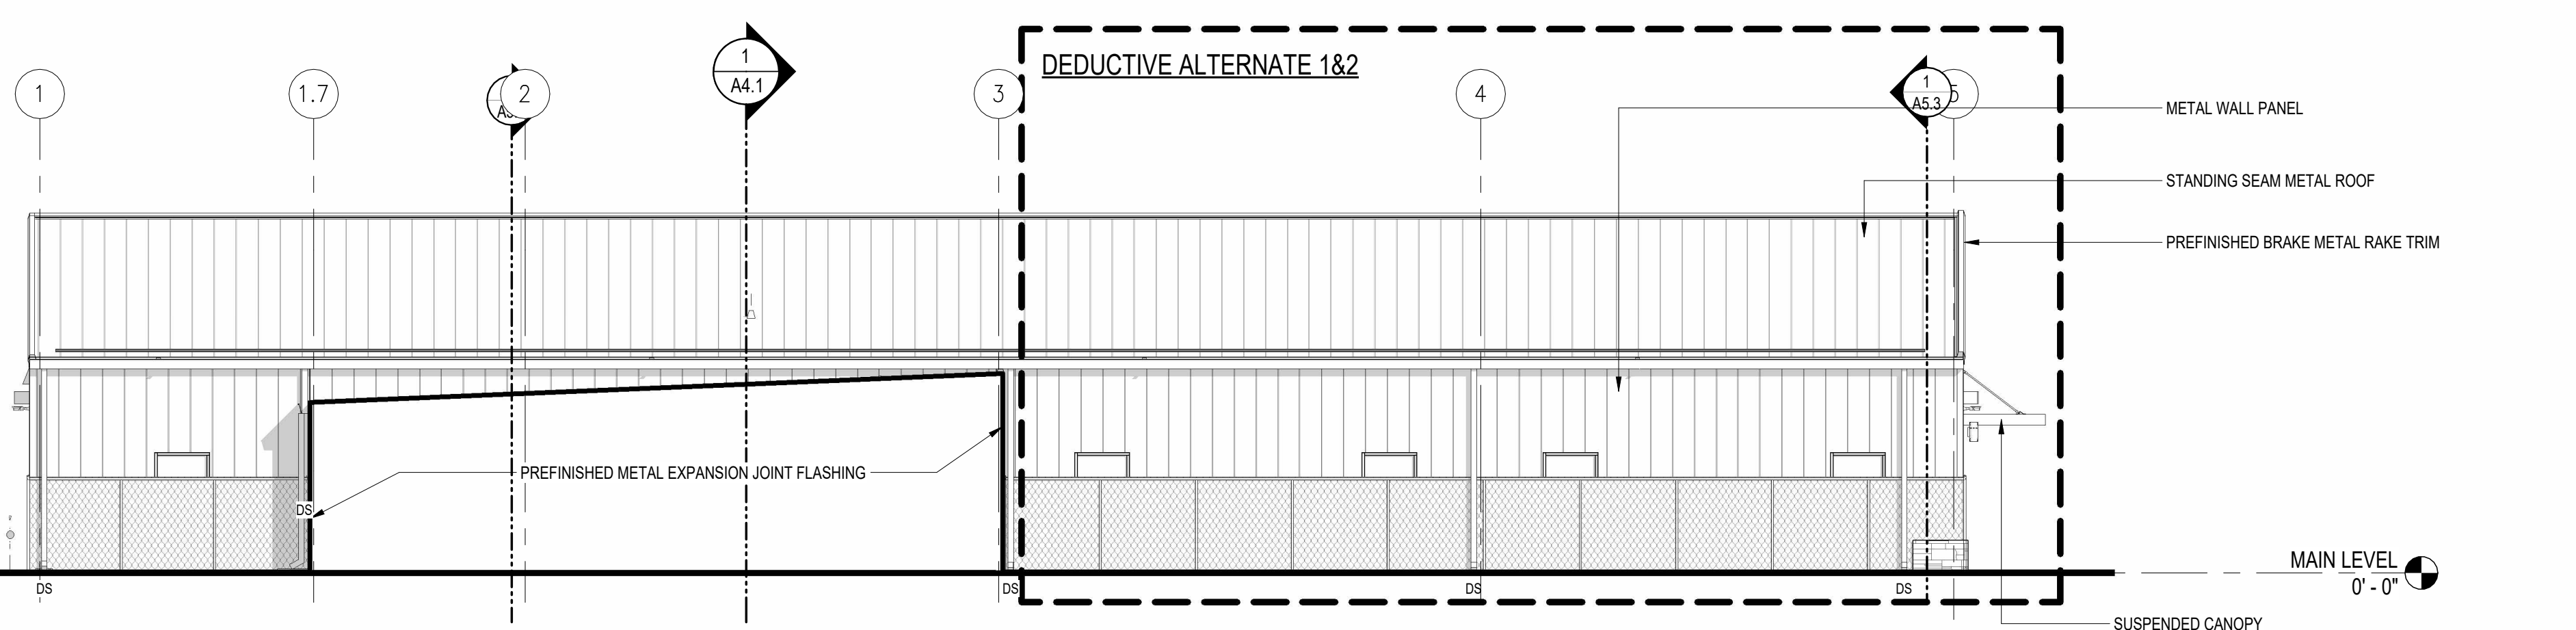 1
1.7
2
1
A4.1
3
DEDUCTIVE ALTERNATE 1&2
4
1
A5.3
5
METAL WALL PANEL
STANDING SEAM METAL ROOF
PREFINISHED BRAKE METAL RAKE TRIM
PREFINISHED METAL EXPANSION JOINT FLASHING
DS
MAIN LEVEL
0' - 0"
DS
DS
DS
DS
SUSPENDED CANOPY